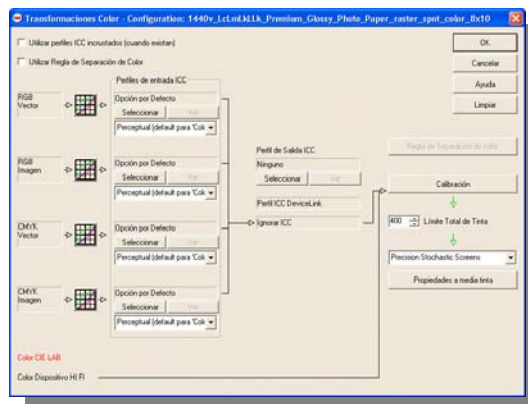 Transformaciones Color - Configuration: 1440v_LcLmLkLLk_Premium_Glossy_Photo_Paper_raster_spot_color_8x10
Utilizar perfiles ICC incrustados (cuando existan)
Utilizar Regla de Separación de Color
OK
Cancelar
Ayuda
Limpiar
Perfiles de entrada ICC
RGB Vector
Opción por Defecto
Seleccionar Ver
Perceptual (default para 'Colo
RGB Imagen
Opción por Defecto
Seleccionar Ver
Perceptual (default para 'Colo
CMYK Vector
Opción por Defecto
Seleccionar Ver
Perceptual (default para 'Colo
CMYK Imagen
Opción por Defecto
Seleccionar Ver
Perceptual (default para 'Colo
Perfil de Salida ICC
Ninguno
Seleccionar Ver
Perfil ICC DeviceLink
Ignorar ICC
Regla de Separación de color
Calibración
400 Límite Total de Tinta
Precision Stochastic Screens
Propiedades a media tinta
Color CIE LAB
Color Dispositivo HI FI